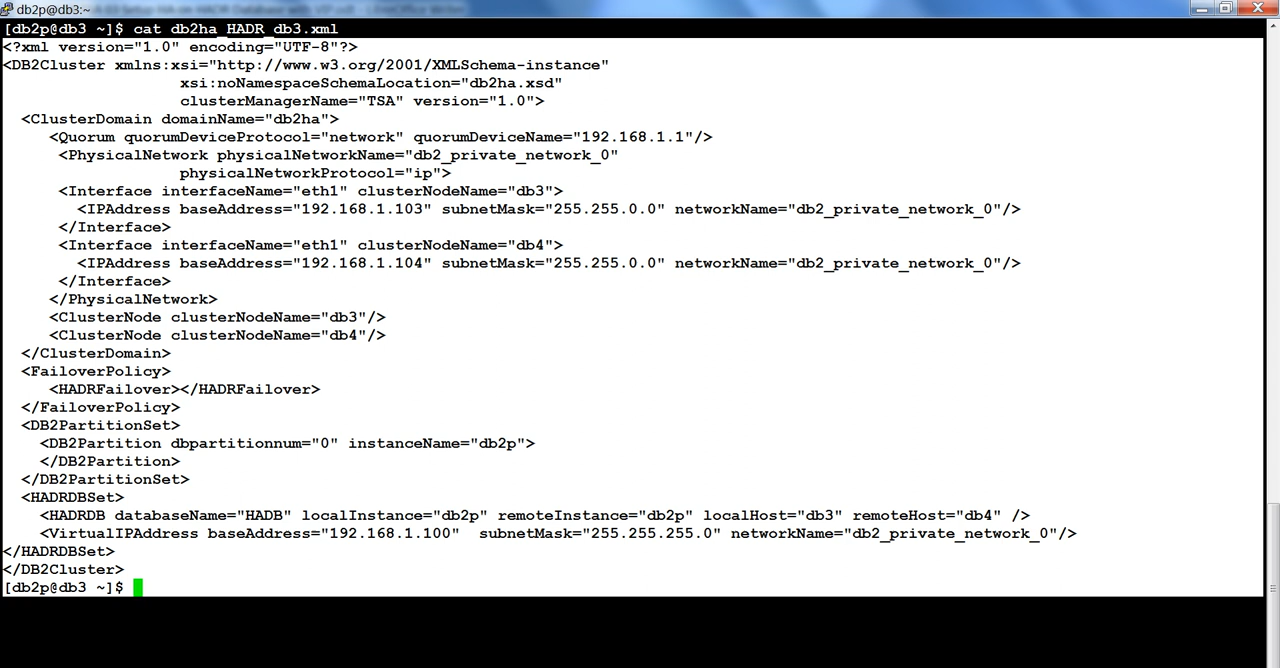 db2p@db3:~
[db2p@db3 ~]$ cat db2ha_HADR_db3.xml
<?xml version="1.0" encoding="UTF-8"?>
<DB2Cluster xmlns:xsi="http://www.w3.org/2001/XMLSchema-instance"
xsi:noNamespaceSchemaLocation="db2ha.xsd"
clusterManagerName="TSA" version="1.0">
<ClusterDomain domainName="db2ha">
<Quorum quorumDeviceProtocol="network" quorumDeviceName="192.168.1.1"/>
<PhysicalNetwork physicalNetworkName="db2_private_network_0"
physicalNetworkProtocol="ip">
<Interface interfaceName="eth1" clusterNodeName="db3">
<IPAddress baseAddress="192.168.1.103" subnetMask="255.255.0.0" networkName="db2_private_network_0"/>
</Interface>
<Interface interfaceName="eth1" clusterNodeName="db4">
<IPAddress baseAddress="192.168.1.104" subnetMask="255.255.0.0" networkName="db2_private_network_0"/>
</Interface>
</PhysicalNetwork>
<ClusterNode clusterNodeName="db3"/>
<ClusterNode clusterNodeName="db4"/>
</ClusterDomain>
<FailoverPolicy>
<HADRFailover></HADRFailover>
</FailoverPolicy>
<DB2PartitionSet>
<DB2Partition dbpartitionnum="0" instanceName="db2p">
</DB2Partition>
</DB2PartitionSet>
<HADRDBSet>
<HADRDB databaseName="HADB" localInstance="db2p" remoteInstance="db2p" localHost="db3" remoteHost="db4" />
<VirtualIPAddress baseAddress="192.168.1.100"  subnetMask="255.255.255.0" networkName="db2_private_network_0"/>
</HADRDBSet>
</DB2Cluster>
[db2p@db3 ~]$